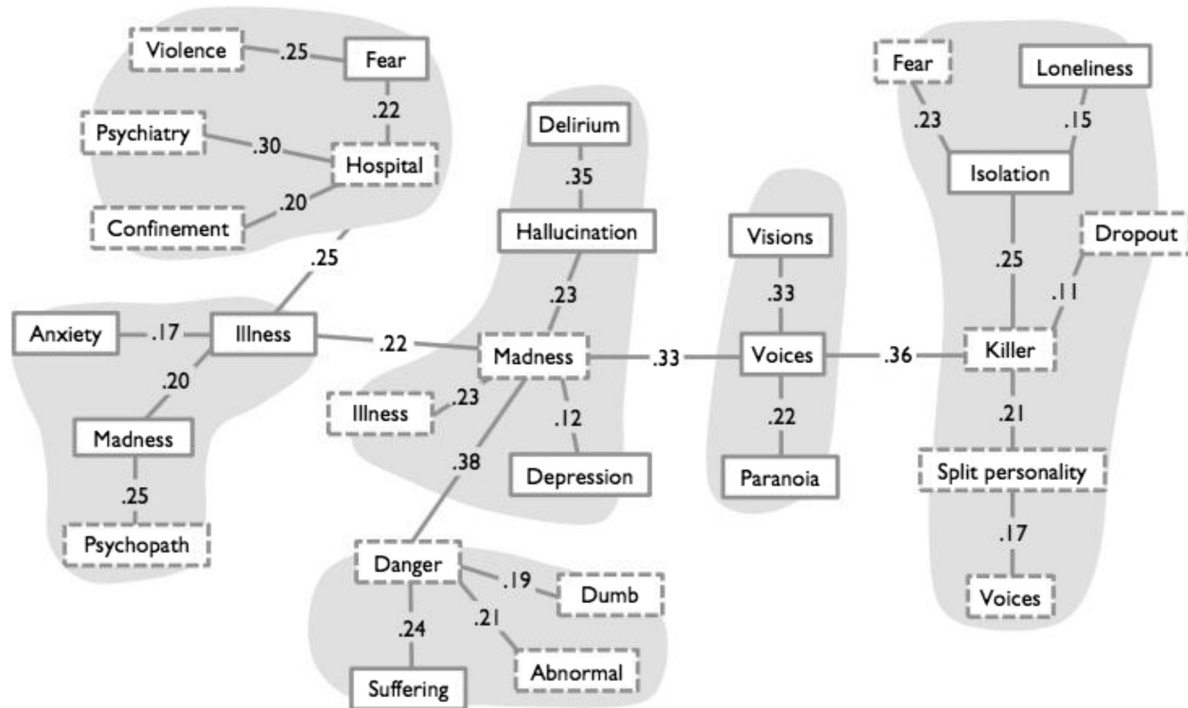 Violence
.25
Fear
.22
Psychiatry
.30
Hospital
.20
Confinement
.25
Anxiety
.17
Illness
.22
.20
Madness
.25
Psychopath
Delirium
.35
Hallucination
.23
Madness
.33
Illness
.23
.12
.38
Depression
Danger
.19
Dumb
.24
.21
Abnormal
Suffering
Visions
.33
Voices
.36
.22
Paranoia
Fear
Loneliness
.23
.15
Isolation
Dropout
.25
.11
Killer
.21
Split personality
.17
Voices